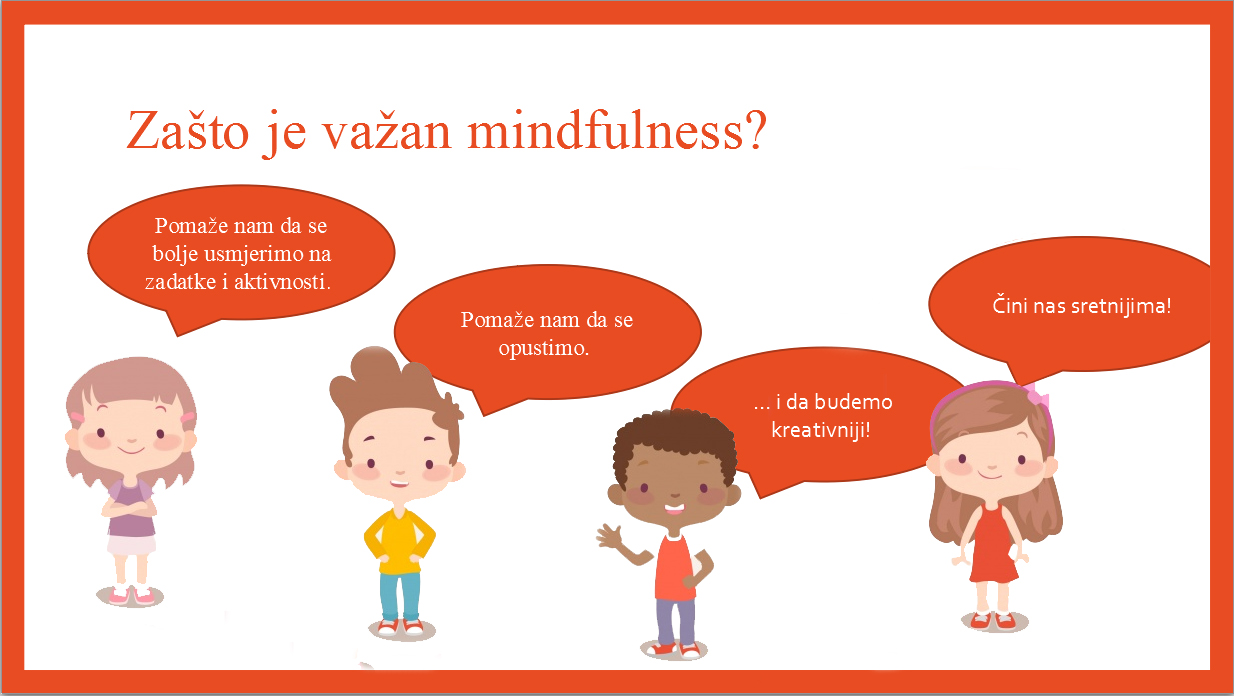 Zašto je važan mindfulness?
Pomaže nam da se
bolje usmjerimo na
zadatke i aktivnosti.
Pomaže nam da se
opustimo.
... i da budemo
kreativniji!
Čini nas sretnijima!